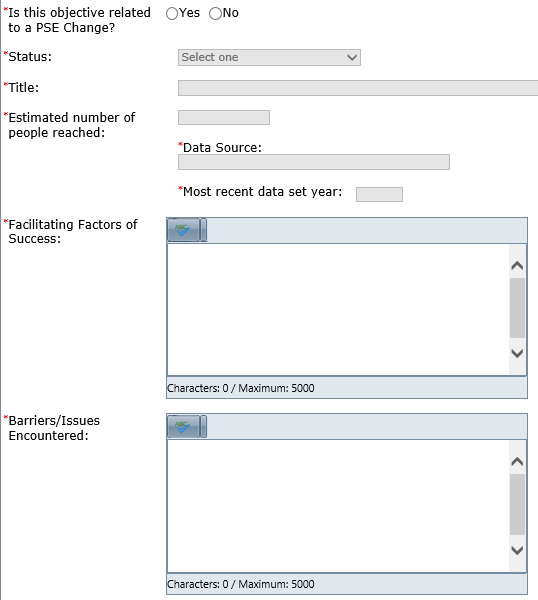 *Is this objective related to a PSE Change?
Yes No
*Status:
Select one
*Title:
*Estimated number of people reached:
*Data Source:
*Most recent data set year:
*Facilitating Factors of Success:
ABC
Characters: 0 / Maximum: 5000
*Barriers/Issues Encountered:
ABC
Characters: 0 / Maximum: 5000